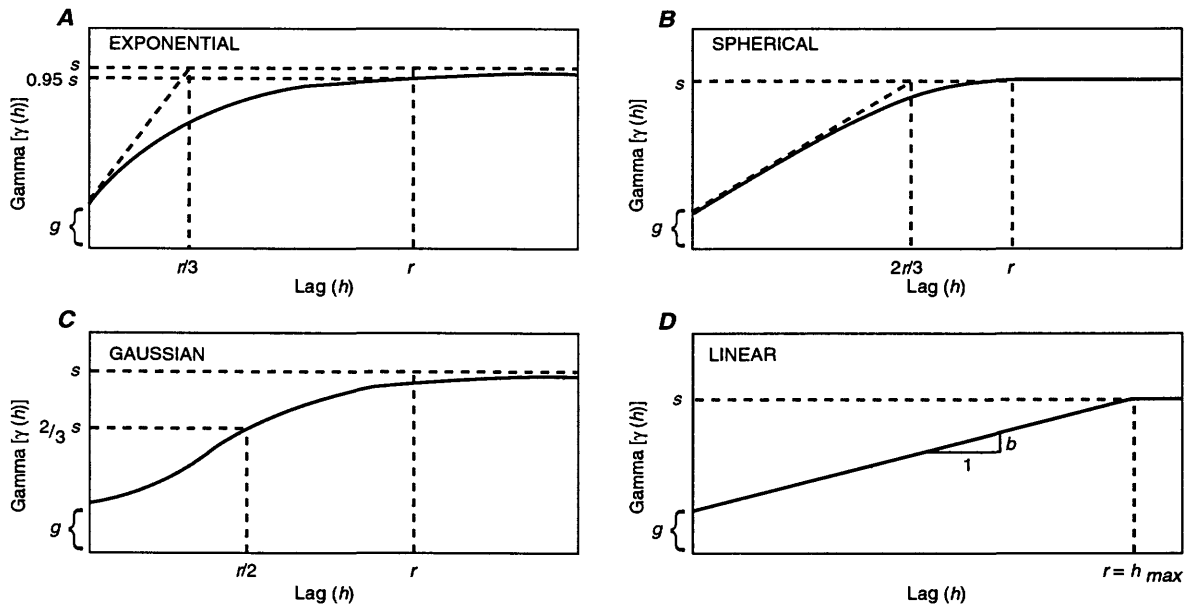 A
EXPONENTIAL
s
0.95 s
Gamma [γ (h)]
g {
r/3
r
Lag (h)
B
SPHERICAL
s
Gamma [γ (h)]
g {
2r/3
r
Lag (h)
C
GAUSSIAN
s
2/3 s
Gamma [γ (h)]
g {
r/2
r
Lag (h)
D
LINEAR
s
b
1
Gamma [γ (h)]
g {
r = h max
Lag (h)